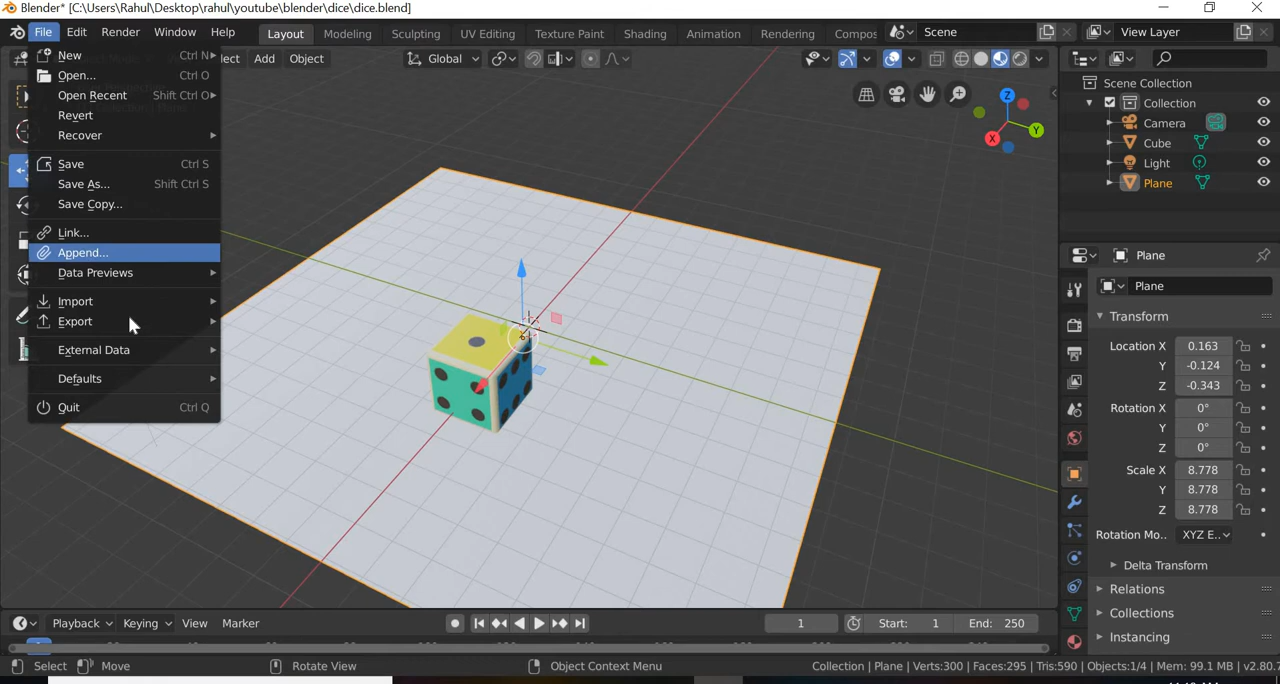 Blender* [C:\Users\Rahul\Desktop\rahul\youtube\blender\dice\dice.blend]
File Edit Render Window Help Layout Modeling Sculpting UV Editing Texture Paint Shading Animation Rendering Compos Scene View Layer
New Ctrl N
Open... Ctrl O
Open Recent Shift Ctrl O
Revert
Recover
Save Ctrl S
Save As... Shift Ctrl S
Save Copy...
Link...
Append...
Data Previews
Import
Export
External Data
Defaults
Quit Ctrl Q
lect Add Object Global
Z
Y
X
Scene Collection
Collection
Camera
Cube
Light
Plane
Plane
Plane
Transform
Location X 0.163
Y -0.124
Z -0.343
Rotation X 0°
Y 0°
Z 0°
Scale X 8.778
Y 8.778
Z 8.778
Rotation Mo.. XYZ E..
Delta Transform
Relations
Collections
Instancing
Playback Keying View Marker 1 Start: 1 End: 250
Select Move Rotate View Object Context Menu Collection | Plane | Verts:300 | Faces:295 | Tris:590 | Objects:1/4 | Mem: 99.1 MB | v2.80.7